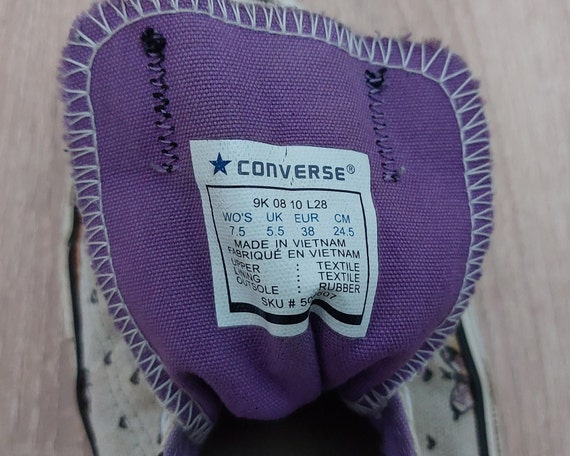 ★ CONVERSE®
9K 08 10 L28
WO'S UK EUR CM
7.5 5.5 38 24.5
MADE IN VIETNAM
FABRIQUÉ EN VIETNAM
UPPER : TEXTILE
LINING : TEXTILE
OUTSOLE : RUBBER
SKU #